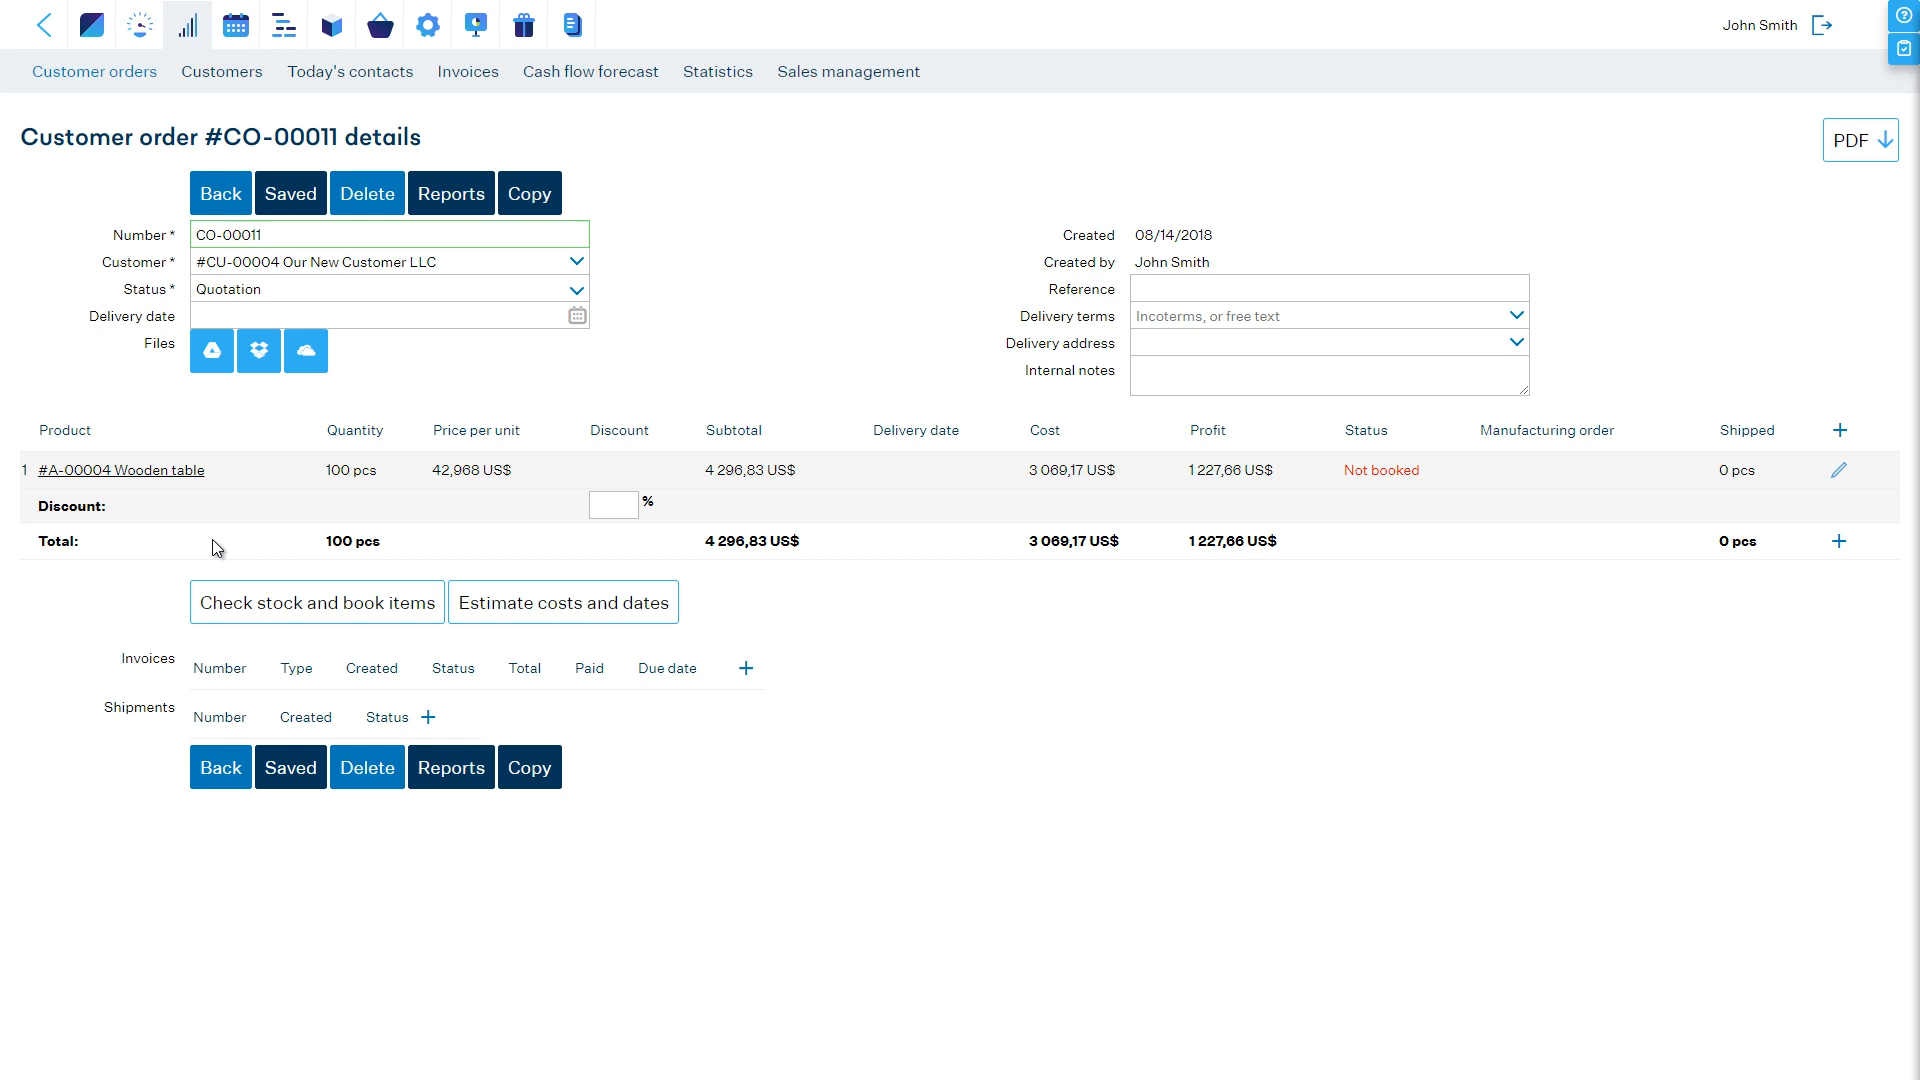 John Smith
Customer orders Customers Today's contacts Invoices Cash flow forecast Statistics Sales management
Customer order #CO-00011 details
PDF
Back Saved Delete Reports Copy
Number * CO-00011 Created 08/14/2018
Customer * #CU-00004 Our New Customer LLC Created by John Smith
Status * Quotation Reference
Delivery date Delivery terms Incoterms, or free text
Files Delivery address
Internal notes
Product Quantity Price per unit Discount Subtotal Delivery date Cost Profit Status Manufacturing order Shipped +
1 #A-00004 Wooden table 100 pcs 42,968 US$ 4 296,83 US$ 3 069,17 US$ 1 227,66 US$ Not booked 0 pcs
Discount: %
Total: 100 pcs 4 296,83 US$ 3 069,17 US$ 1 227,66 US$ 0 pcs +
Check stock and book items Estimate costs and dates
Invoices Number Type Created Status Total Paid Due date +
Shipments Number Created Status +
Back Saved Delete Reports Copy